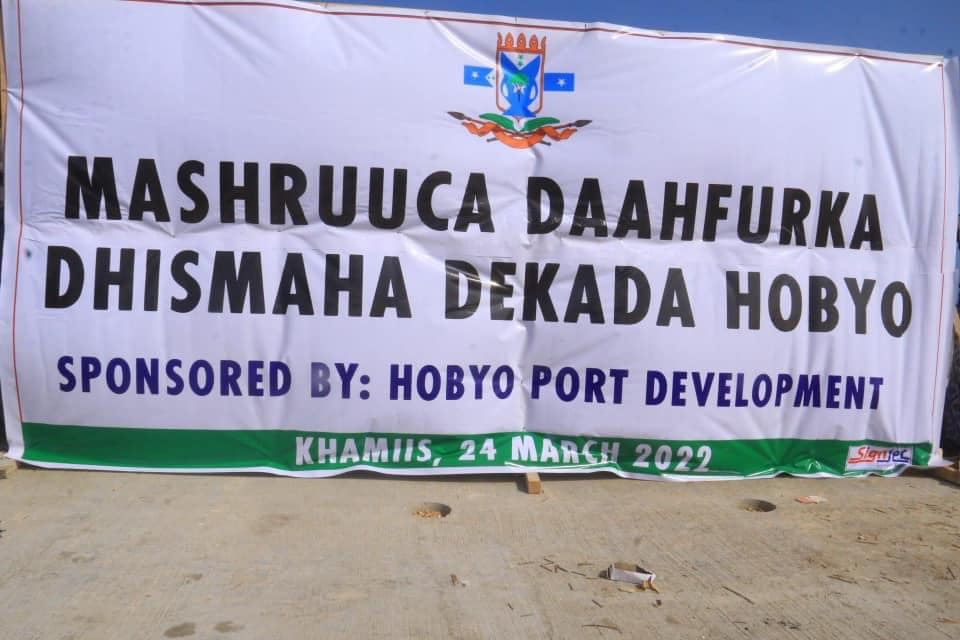 MASHRUUCA DAAHFURKA
DHISMAHA DEKADA HOBYO
SPONSORED BY: HOBYO PORT DEVELOPMENT
KHAMIIS, 24 MARCH 2022
Signtec